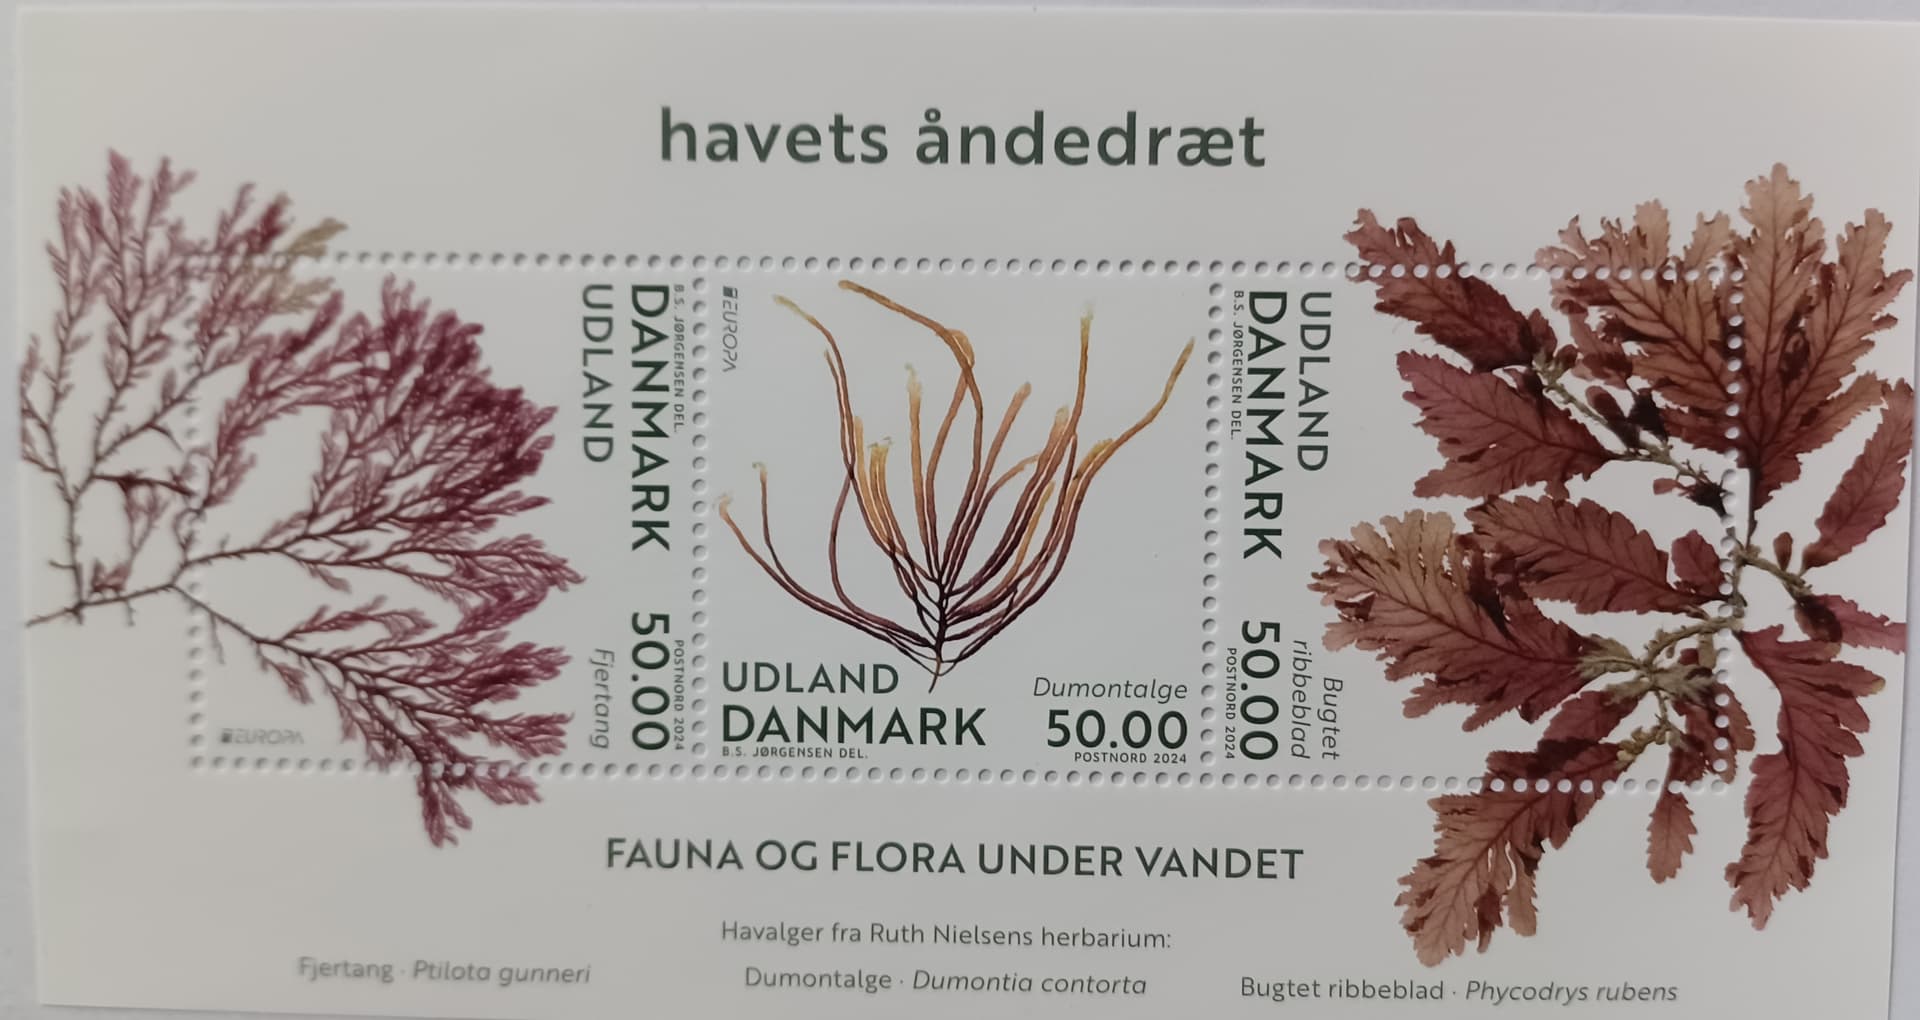 havets åndedræt
UDLAND
DANMARK 50.00
B.S. JØRGENSEN DEL.
POSTNORD 2024
Fjertang
EUROPA
EUROPA
UDLAND
DANMARK
B.S. JØRGENSEN DEL.
Dumontalge
50.00
POSTNORD 2024
UDLAND
DANMARK 50.00
B.S. JØRGENSEN DEL.
POSTNORD 2024
Bugtet
ribbeblad
FAUNA OG FLORA UNDER VANDET
Havalger fra Ruth Nielsens herbarium:
Fjertang · Ptilota gunneri
Dumontalge · Dumontia contorta
Bugtet ribbeblad · Phycodrys rubens